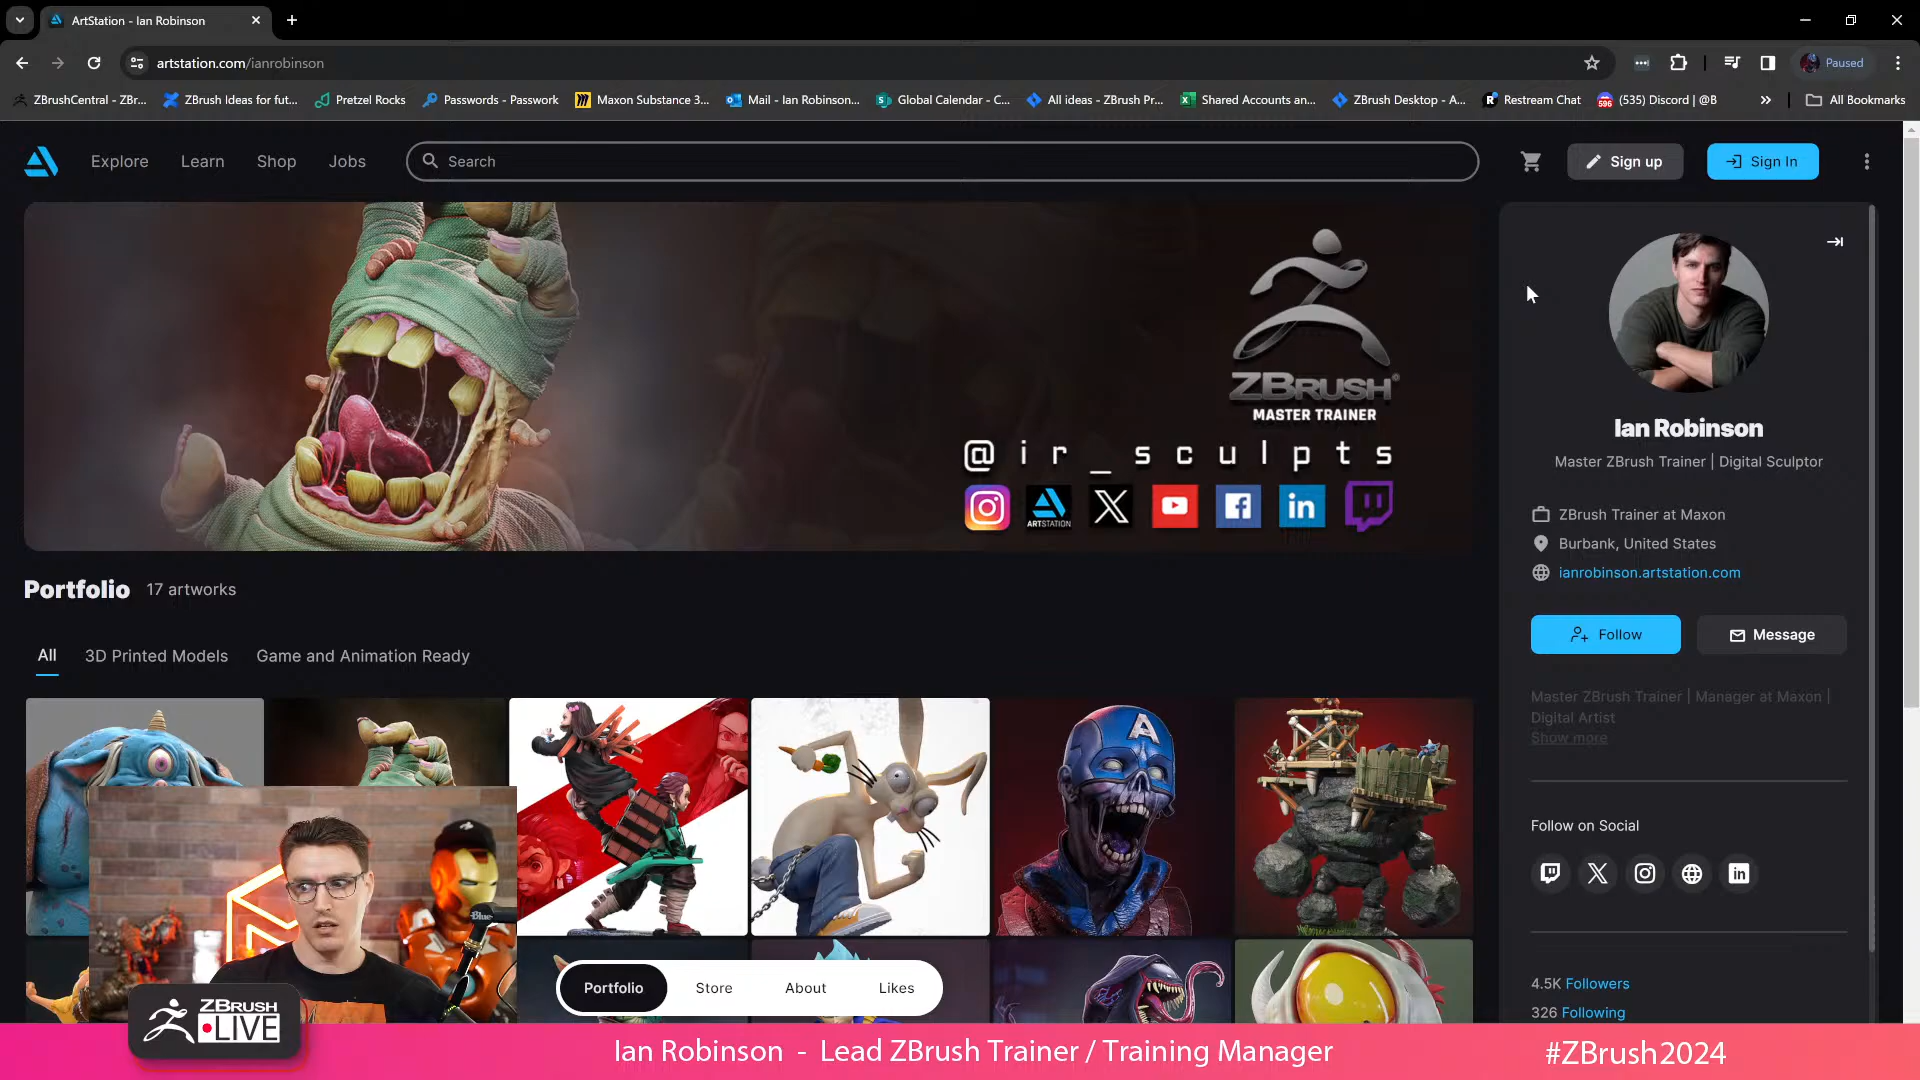 ArtStation - Ian Robinson
artstation.com/ianrobinson
Paused
ZBrushCentral - ZBr...
ZBrush Ideas for fut...
Pretzel Rocks
Passwords - Passwork
Maxon Substance 3...
Mail - Ian Robinson...
Global Calendar - C...
All ideas - ZBrush Pr...
Shared Accounts an...
ZBrush Desktop - A...
Restream Chat
596
(535) Discord | @B
All Bookmarks
Explore
Learn
Shop
Jobs
Search
Sign up
Sign In
ZBRUSH®
MASTER TRAINER
@ir_sculpts
ARTSTATION
Ian Robinson
Master ZBrush Trainer | Digital Sculptor
ZBrush Trainer at Maxon
Burbank, United States
ianrobinson.artstation.com
Follow
Message
Master ZBrush Trainer | Manager at Maxon |
Digital Artist
Show more
Follow on Social
4.5K Followers
326 Following
Portfolio 17 artworks
All
3D Printed Models
Game and Animation Ready
A
Blue
Portfolio
Store
About
Likes
ZBRUSH
LIVE
Ian Robinson - Lead ZBrush Trainer / Training Manager
#ZBrush2024